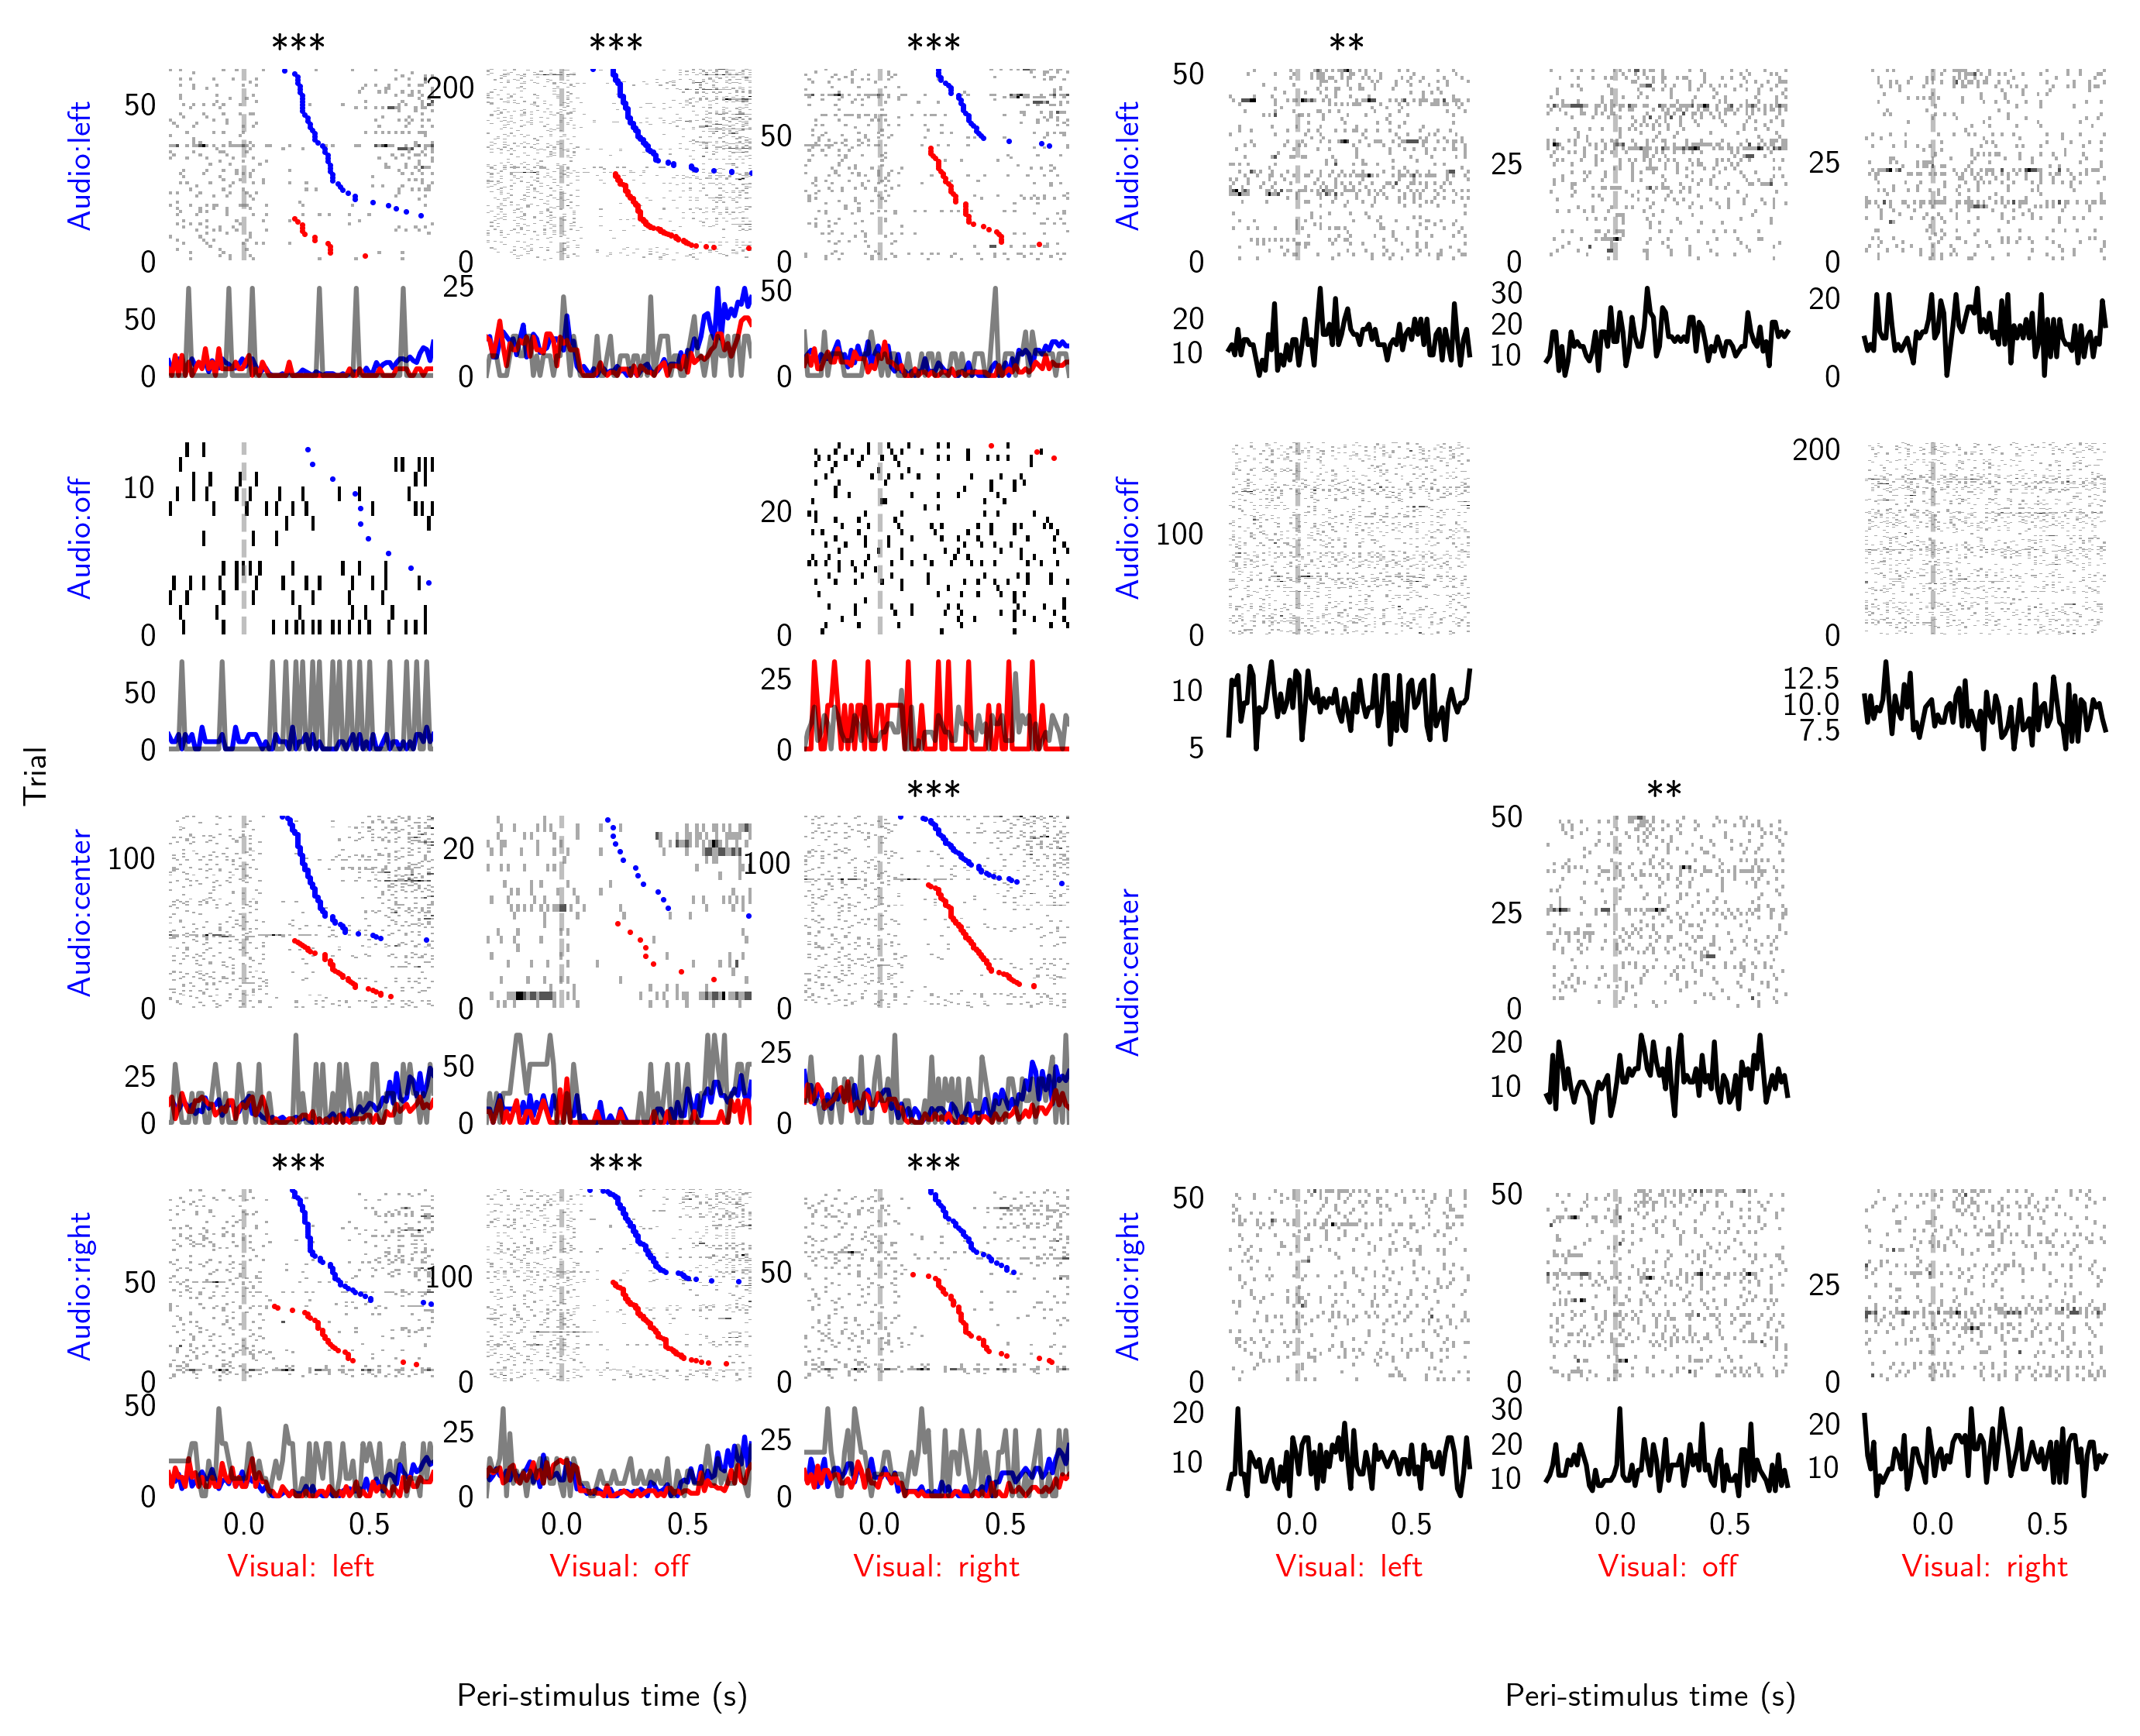 *** *** *** **
Audio:left 50 0 200 0 50 0 Audio:left 50 0 25 0 25 0
50 0 25 0 50 0 20 10 30 20 10 20 0
Audio:off 10 0 20 0 Audio:off 100 0 200 0
50 0 25 0 10 5 12.5 10.0 7.5
Trial
*** **
Audio:center 100 0 20 0 100 0 Audio:center 50 25 0
25 0 50 0 25 0 20 10
*** *** ***
Audio:right 50 0 100 0 50 0 Audio:right 50 0 50 0 25 0
50 0 25 0 25 0 20 10 30 20 10 20 10
0.0 0.5 0.0 0.5 0.0 0.5 0.0 0.5 0.0 0.5 0.0 0.5
Visual: left Visual: off Visual: right Visual: left Visual: off Visual: right
Peri-stimulus time (s) Peri-stimulus time (s)